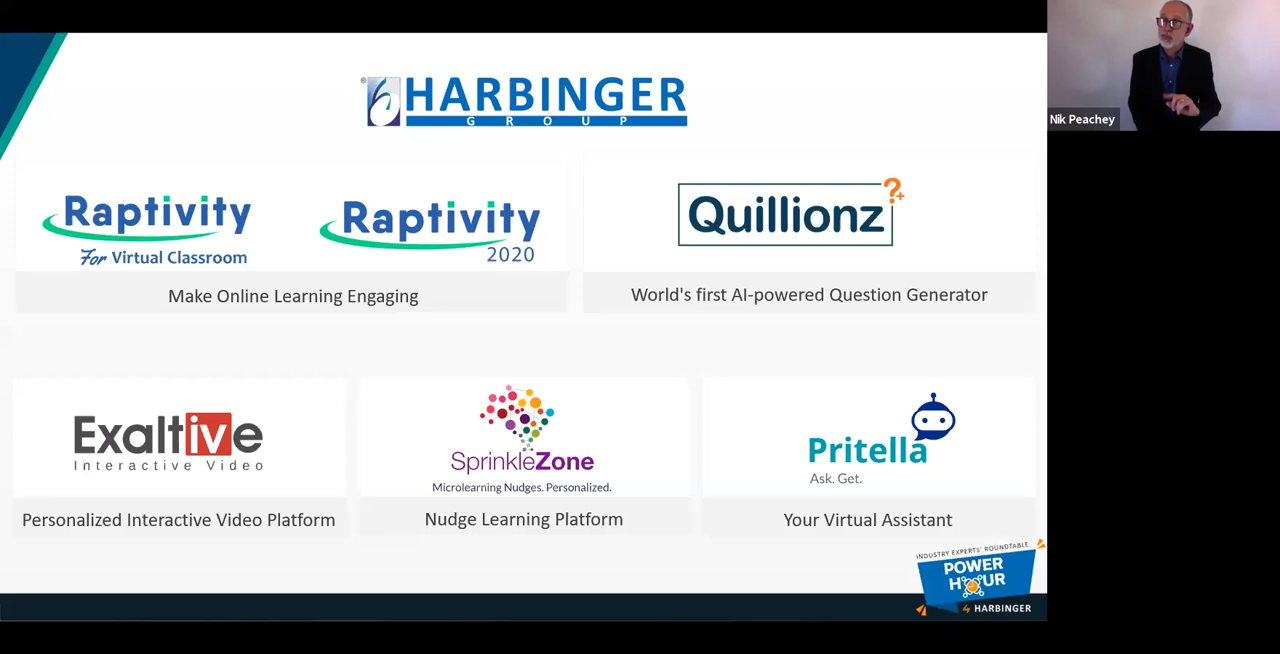 HARBINGER
GROUP
Nik Peachey
Raptivity
For Virtual Classroom
Raptivity
2020
Make Online Learning Engaging
Quillionz?+
World's first AI-powered Question Generator
Exaltive
Interactive Video
Personalized Interactive Video Platform
SprinkleZone
Microlearning Nudges. Personalized.
Nudge Learning Platform
Pritella
Ask. Get.
Your Virtual Assistant
INDUSTRY EXPERTS' ROUNDTABLE
POWER
HOUR
by HARBINGER